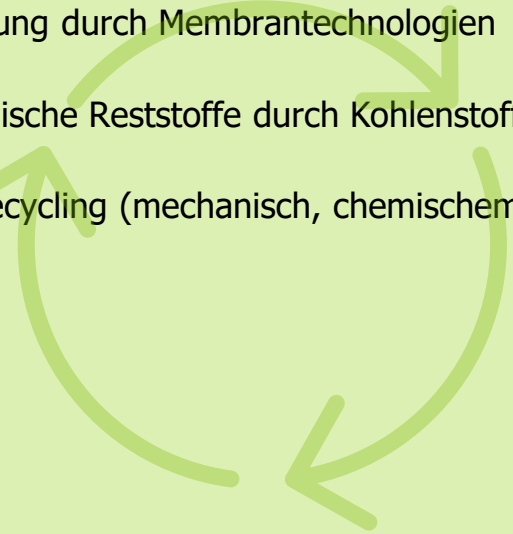 ung durch Membrantechnologien
ische Reststoffe durch Kohlenstoff
ecycling (mechanisch, chemischem